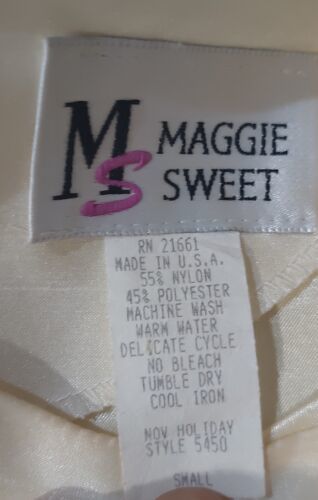 MS MAGGIE
SWEET
RN 21661
MADE IN U.S.A.
55% NYLON
45% POLYESTER
MACHINE WASH
WARM WATER
DELICATE CYCLE
NO BLEACH
TUMBLE DRY
COOL IRON
NOV HOLIDAY
STYLE 5450
SMALL